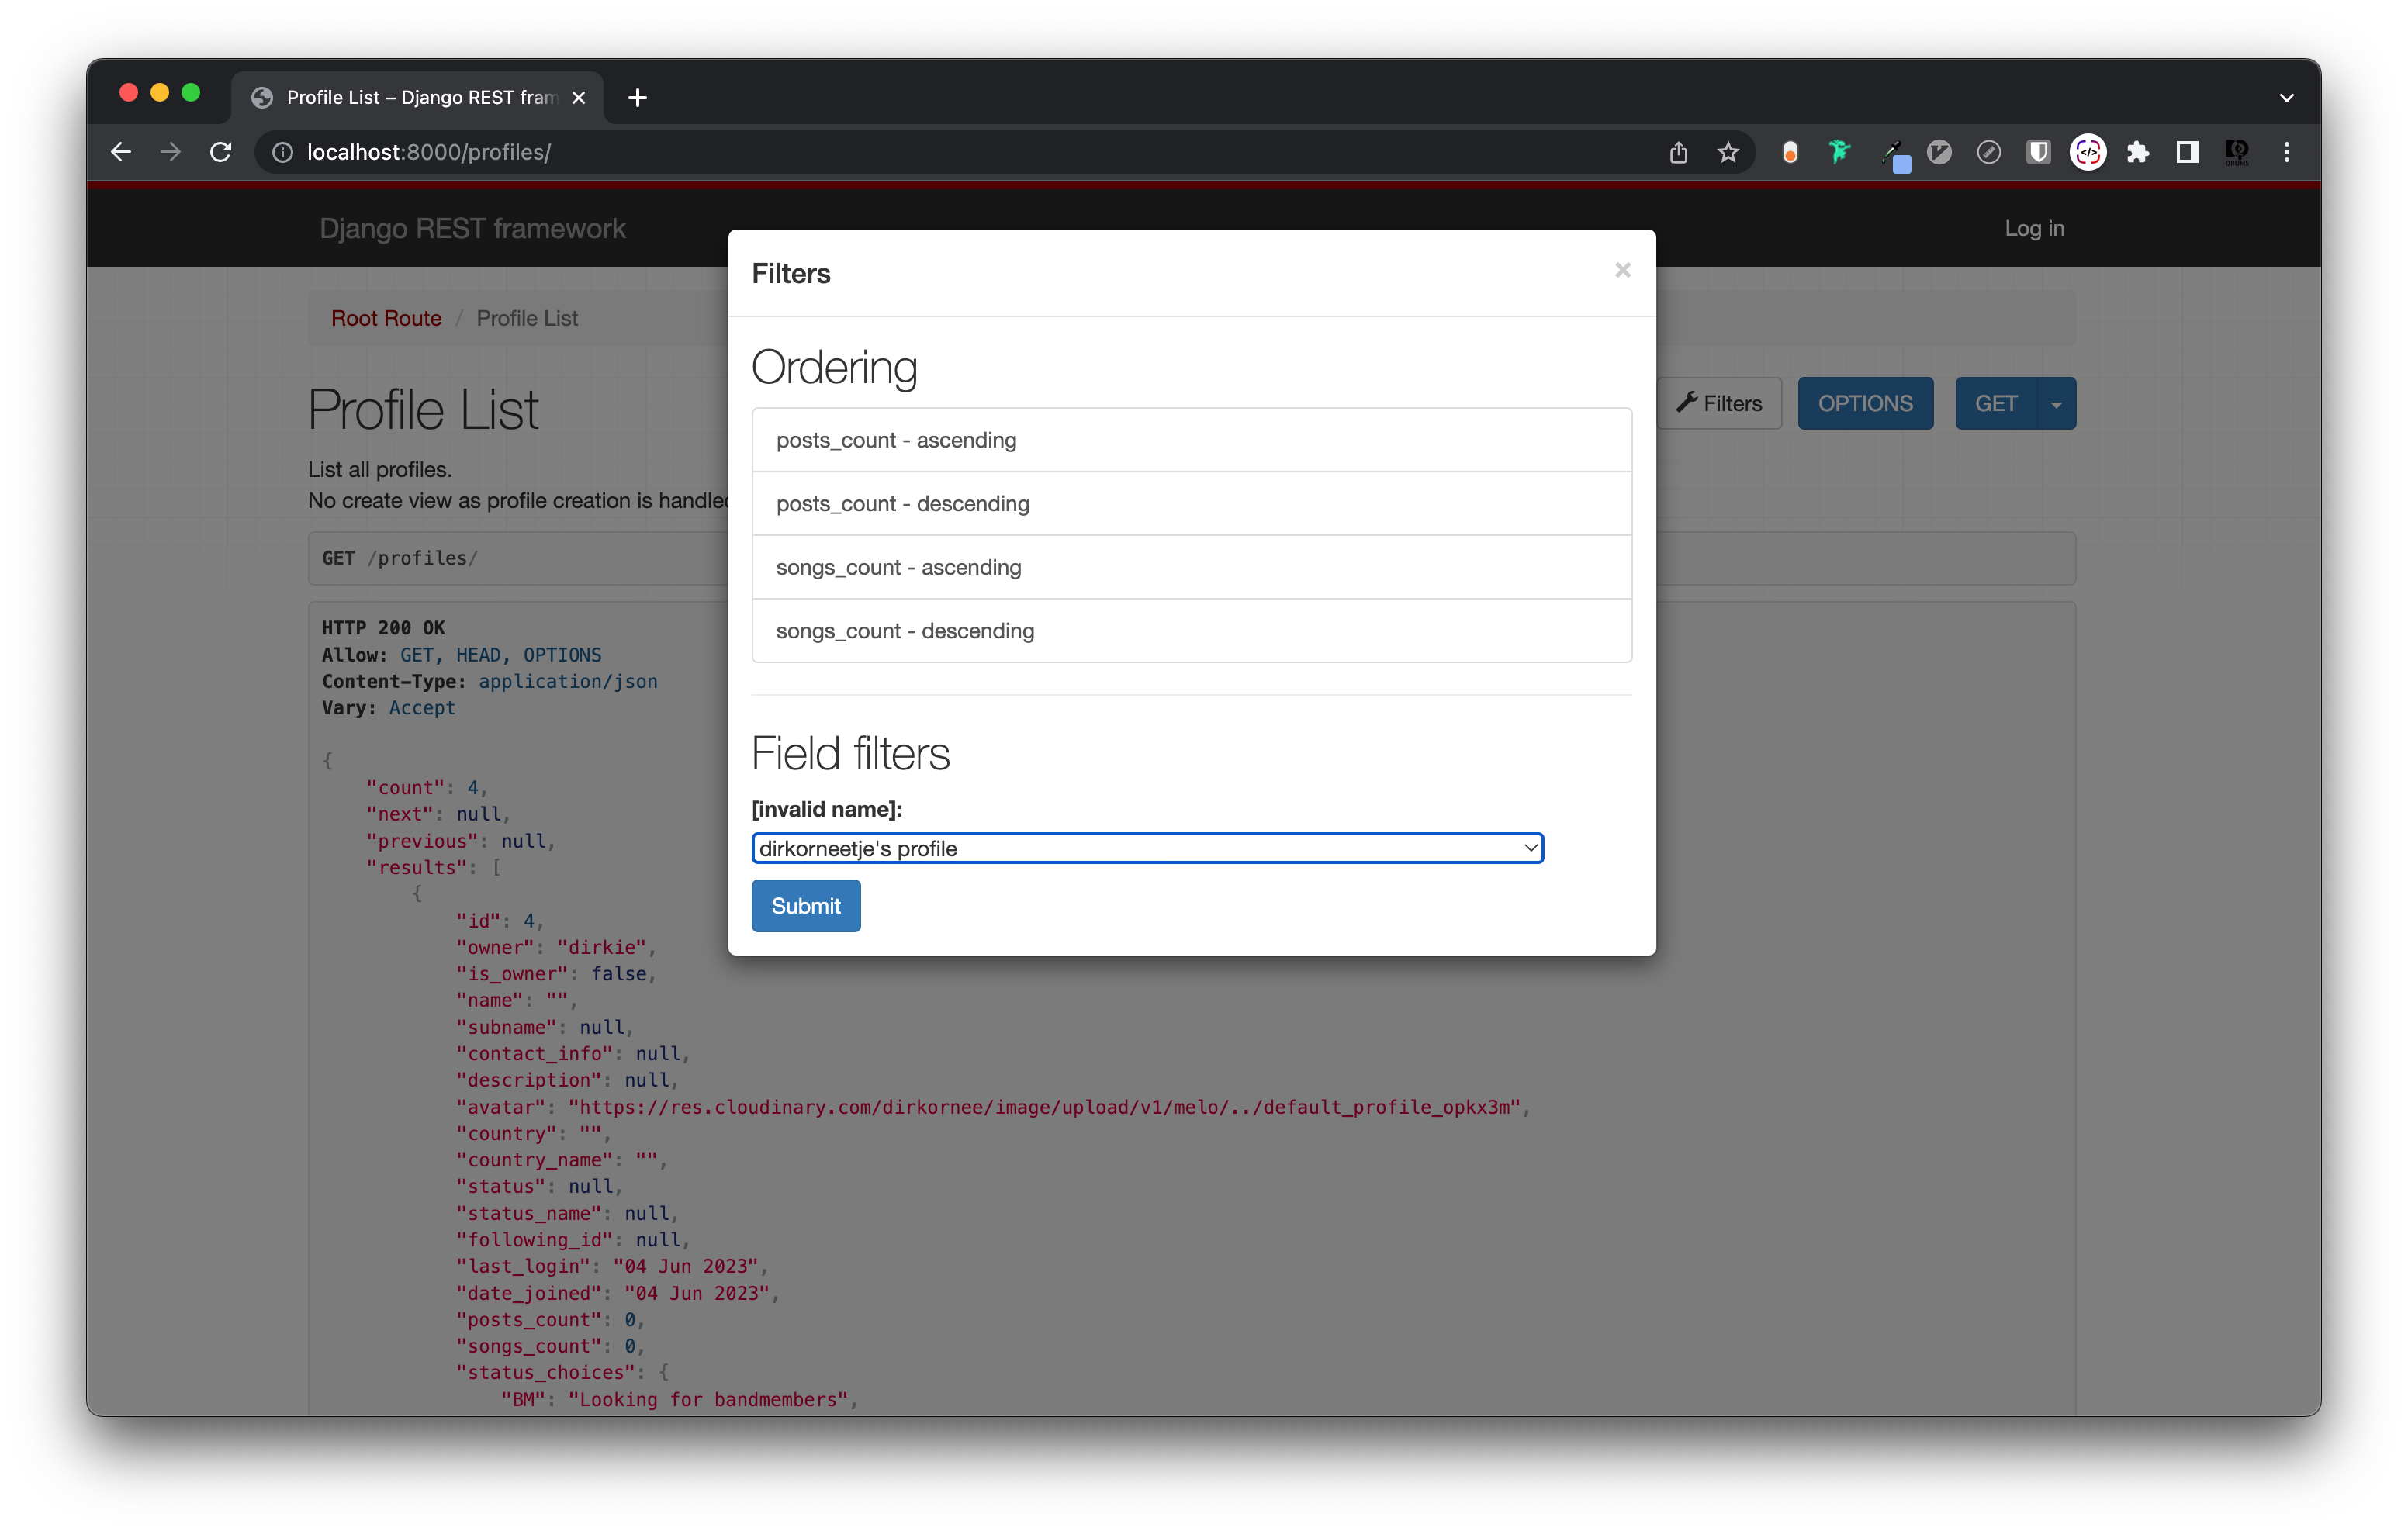 Profile List – Django REST fram
localhost:8000/profiles/
Django REST framework
Log in
Root Route / Profile List
Profile List
Filters
OPTIONS
GET
List all profiles.
No create view as profile creation is handled
GET /profiles/
HTTP 200 OK
Allow: GET, HEAD, OPTIONS
Content-Type: application/json
Vary: Accept
{
"count": 4,
"next": null,
"previous": null,
"results": [
{
"id": 4,
"owner": "dirkie",
"is_owner": false,
"name": "",
"subname": null,
"contact_info": null,
"description": null,
"avatar": "https://res.cloudinary.com/dirkornee/image/upload/v1/melo/../default_profile_opkx3m",
"country": "",
"country_name": "",
"status": null,
"status_name": null,
"following_id": null,
"last_login": "04 Jun 2023",
"date_joined": "04 Jun 2023",
"posts_count": 0,
"songs_count": 0,
"status_choices": {
"BM": "Looking for bandmembers",
Filters
×
Ordering
posts_count - ascending
posts_count - descending
songs_count - ascending
songs_count - descending
Field filters
[invalid name]:
dirkorneetje's profile
Submit